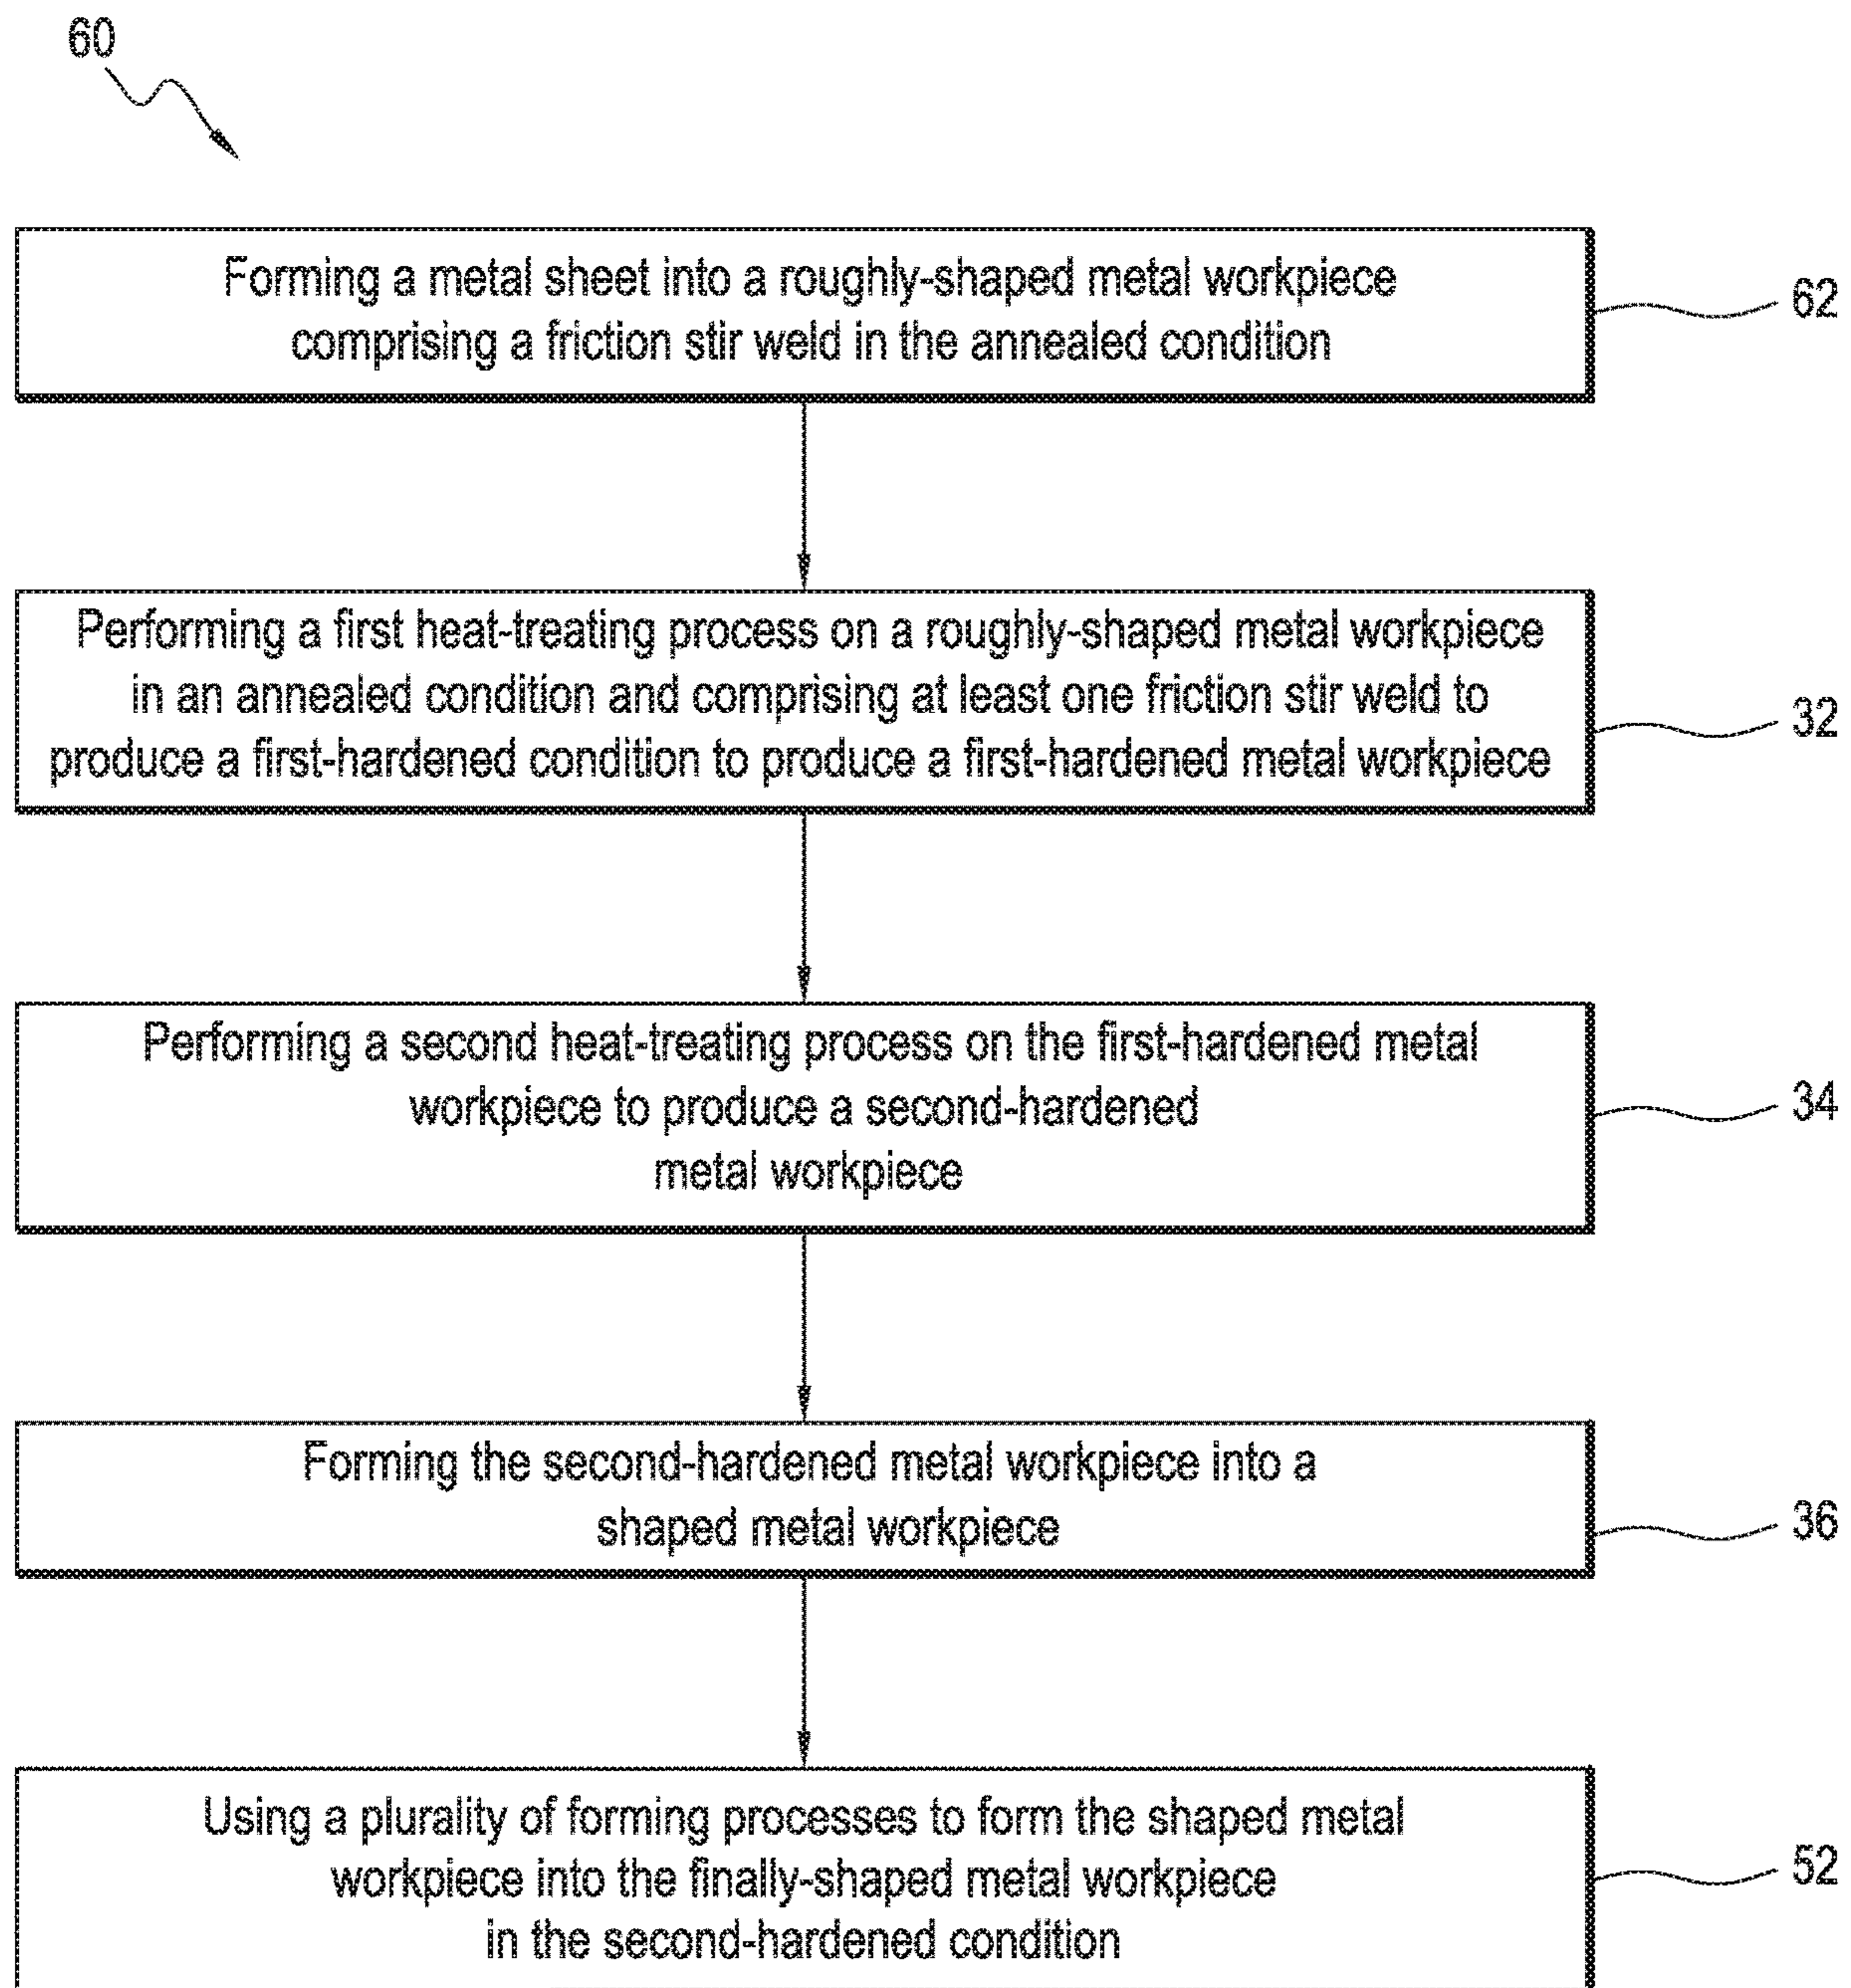 60
Forming a metal sheet into a roughly-shaped metal workpiece
comprising a friction stir weld in the annealed condition
62
Performing a first heat-treating process on a roughly-shaped metal workpiece
in an annealed condition and comprising at least one friction stir weld to
produce a first-hardened condition to produce a first-hardened metal workpiece
32
Performing a second heat-treating process on the first-hardened metal
workpiece to produce a second-hardened
metal workpiece
34
Forming the second-hardened metal workpiece into a
shaped metal workpiece
36
Using a plurality of forming processes to form the shaped metal
workpiece into the finally-shaped metal workpiece
in the second-hardened condition
52